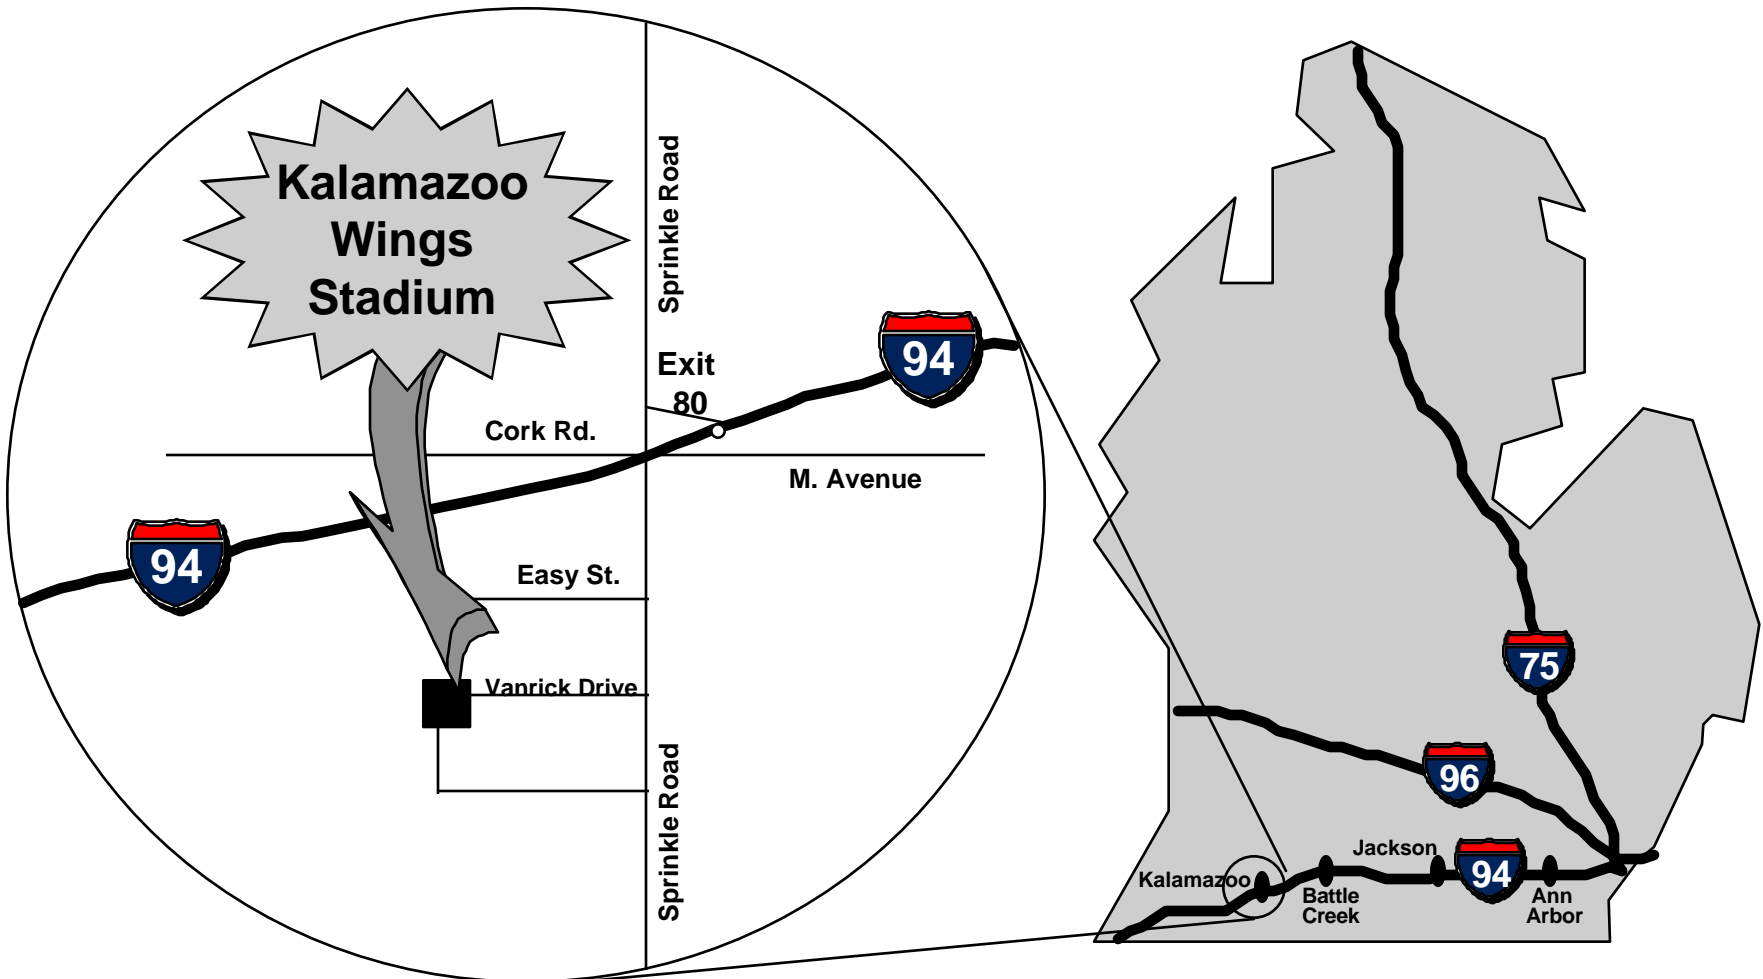 Kalamazoo
Wings
Stadium
Sprinkle Road
Exit
80
94
Cork Rd.
M. Avenue
94
Easy St.
Vanrick Drive
Sprinkle Road
75
96
Jackson
94
Kalamazoo
Battle
Creek
Ann
Arbor